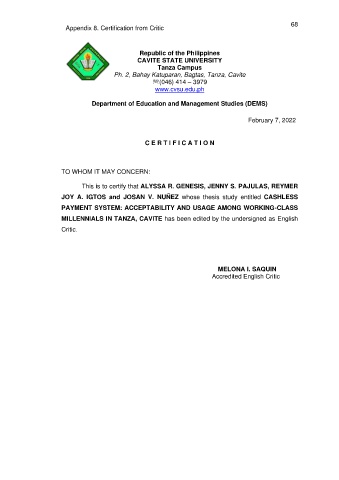 68
Appendix 8. Certification from Critic
Republic of the Philippines
CAVITE STATE UNIVERSITY
Tanza Campus
Ph. 2, Bahay Katuparan, Bagtas, Tanza, Cavite
☏(046) 414 – 3979
www.cvsu.edu.ph
Department of Education and Management Studies (DEMS)
February 7, 2022
C E R T I F I C A T I O N
TO WHOM IT MAY CONCERN:
This is to certify that ALYSSA R. GENESIS, JENNY S. PAJULAS, REYMER
JOY A. IGTOS and JOSAN V. NUÑEZ whose thesis study entitled CASHLESS
PAYMENT SYSTEM: ACCEPTABILITY AND USAGE AMONG WORKING-CLASS
MILLENNIALS IN TANZA, CAVITE has been edited by the undersigned as English
Critic.
MELONA I. SAQUIN
Accredited English Critic